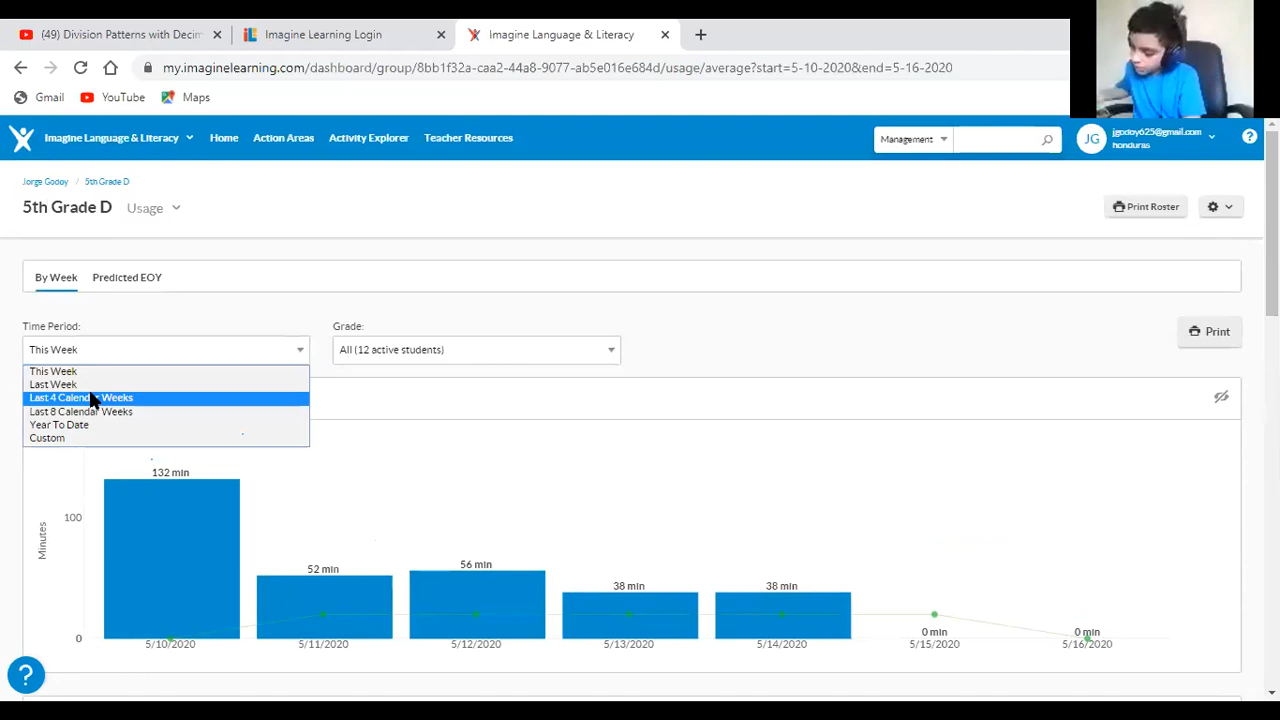 (49) Division Patterns with Decim
Imagine Learning Login
Imagine Language & Literacy
my.imaginelearning.com/dashboard/group/8bb1f32a-caa2-44a8-9077-ab5e016e684d/usage/average?start=5-10-2020&end=5-16-2020
Gmail YouTube Maps
Imagine Language & Literacy Home Action Areas Activity Explorer Teacher Resources
Management
JG jgodoy625@gmail.com
honduras
Jorge Godoy / 5th Grade D
5th Grade D Usage
Print Roster
By Week Predicted EOY
Time Period: Grade:
This Week All (12 active students) Print
This Week
Last Week
Last 4 Calendar Weeks
Last 8 Calendar Weeks
Year To Date
Custom
132 min
100
Minutes
56 min
52 min
38 min 38 min
0 min 0 min
0
5/10/2020 5/11/2020 5/12/2020 5/13/2020 5/14/2020 5/15/2020 5/16/2020
?